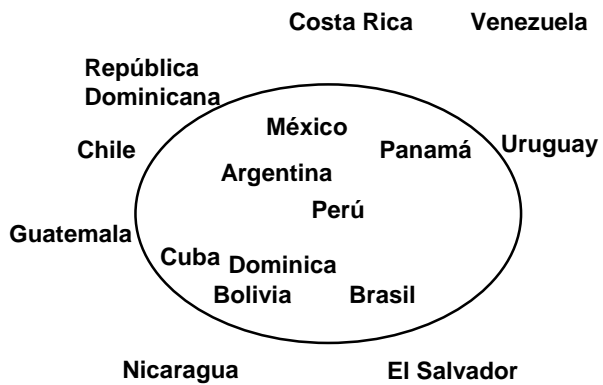 Costa Rica Venezuela
República
Dominicana
México
Chile Panamá Uruguay
Argentina
Perú
Guatemala
Cuba Dominica
Bolivia Brasil
Nicaragua El Salvador